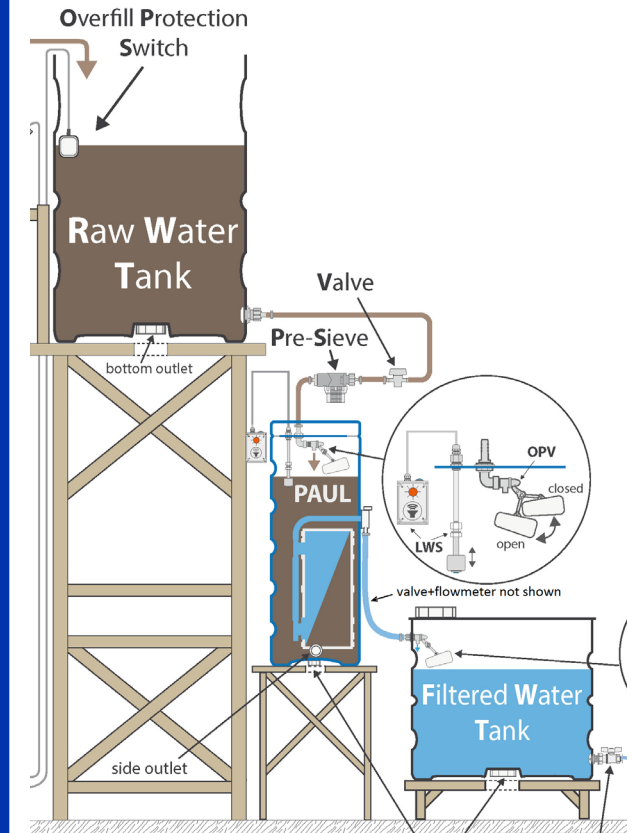 Overfill Protection
Switch
Raw Water
Tank
bottom outlet
Valve
Pre-Sieve
PAUL
OPV
closed
LWS
open
valve+flowmeter not shown
Filtered Water
Tank
side outlet